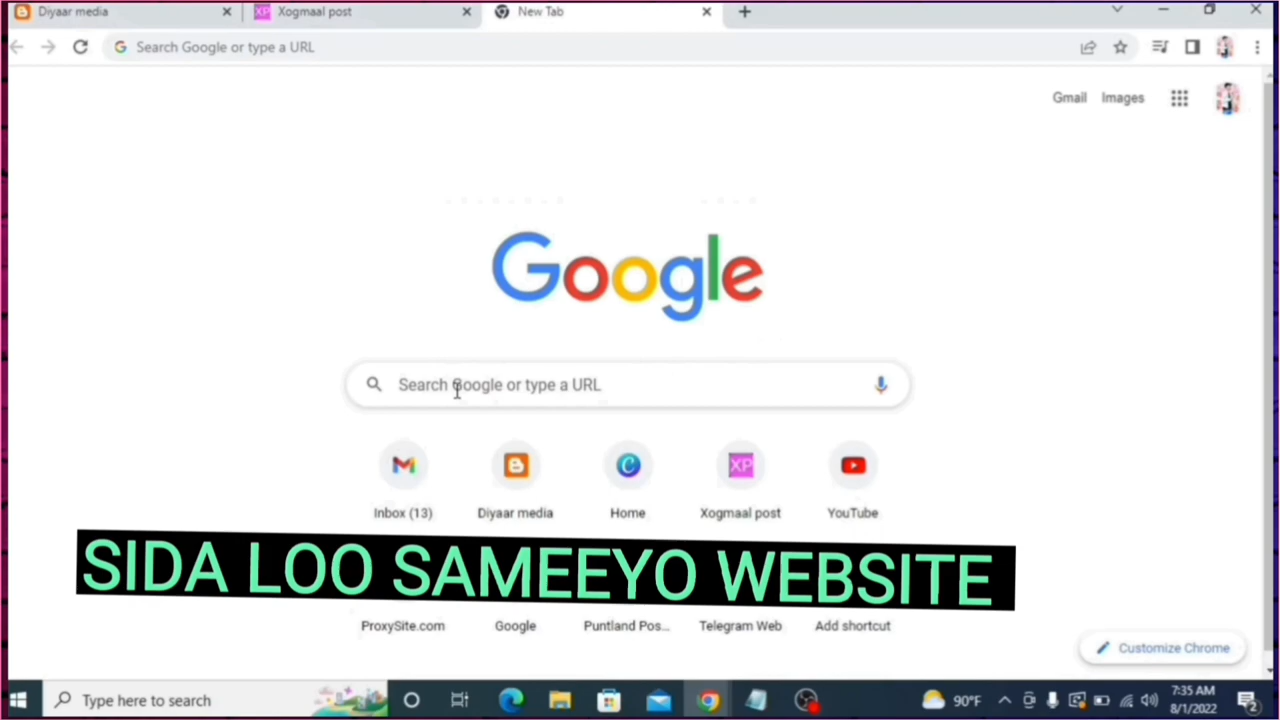 Diyaar media
Xogmaal post
New Tab
Search Google or type a URL
Gmail Images
Google
Search Google or type a URL
Inbox (13) Diyaar media Home XP Xogmaal post YouTube
SIDA LOO SAMEEYO WEBSITE
ProxySite.com Google Puntland Pos... Telegram Web Add shortcut
Customize Chrome
Type here to search
90°F
7:35 AM
8/1/2022
2